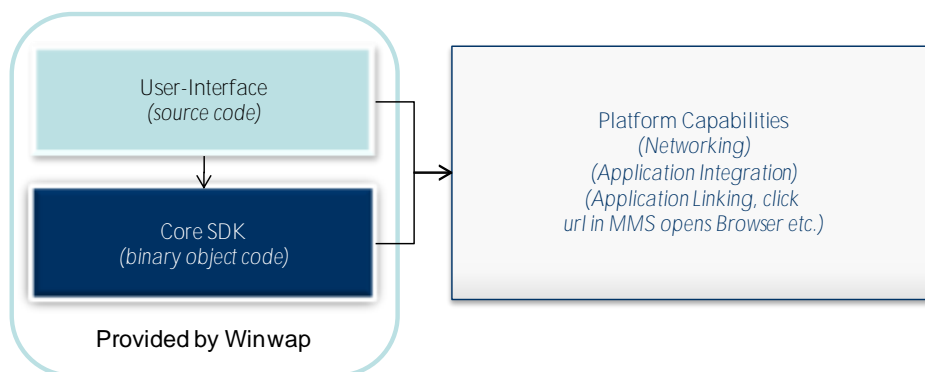 User-Interface
(source code)
Core SDK
(binary object code)
Provided by Winwap
Platform Capabilities
(Networking)
(Application Integration)
(Application Linking, click
url in MMS opens Browser etc.)